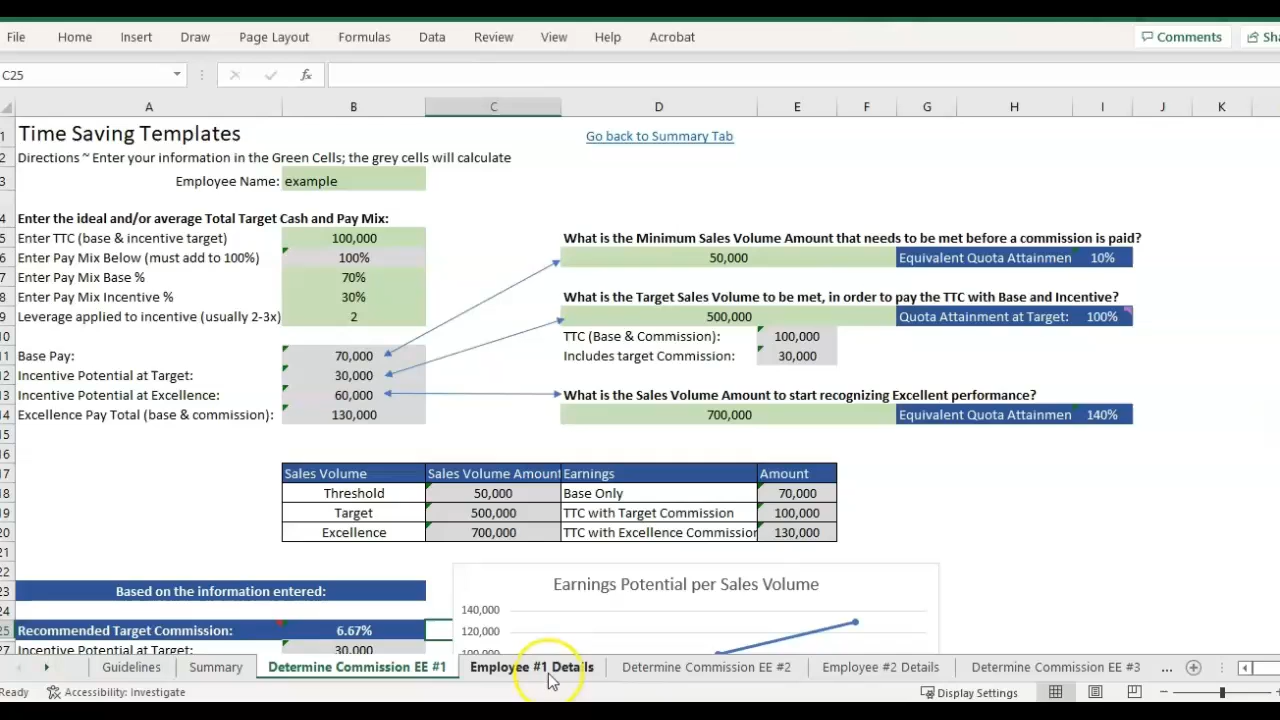 File Home Insert Draw Page Layout Formulas Data Review View Help Acrobat Comments Sha
C25 fx
A B C D E F G H I J K
1 Time Saving Templates Go back to Summary Tab
2 Directions ~ Enter your information in the Green Cells; the grey cells will calculate
3 Employee Name: example
4 Enter the ideal and/or average Total Target Cash and Pay Mix:
5 Enter TTC (base & incentive target) 100,000 What is the Minimum Sales Volume Amount that needs to be met before a commission is paid?
6 Enter Pay Mix Below (must add to 100%) 100% 50,000 Equivalent Quota Attainmen 10%
7 Enter Pay Mix Base % 70%
8 Enter Pay Mix Incentive % 30% What is the Target Sales Volume to be met, in order to pay the TTC with Base and Incentive?
9 Leverage applied to incentive (usually 2-3x) 2 500,000 Quota Attainment at Target: 100%
10 TTC (Base & Commission): 100,000
11 Base Pay: 70,000 Includes target Commission: 30,000
12 Incentive Potential at Target: 30,000
13 Incentive Potential at Excellence: 60,000 What is the Sales Volume Amount to start recognizing Excellent performance?
14 Excellence Pay Total (base & commission): 130,000 700,000 Equivalent Quota Attainmen 140%
15
16
17 Sales Volume Sales Volume Amount Earnings Amount
18 Threshold 50,000 Base Only 70,000
19 Target 500,000 TTC with Target Commission 100,000
20 Excellence 700,000 TTC with Excellence Commission 130,000
21
22 Earnings Potential per Sales Volume
23 Based on the information entered:
24 140,000
25 Recommended Target Commission: 6.67% 120,000
27 Incentive Potential at Target: 30,000 100,000
Guidelines Summary Determine Commission EE #1 Employee #1 Details Determine Commission EE #2 Employee #2 Details Determine Commission EE #3 ...
Ready Accessibility: Investigate Display Settings